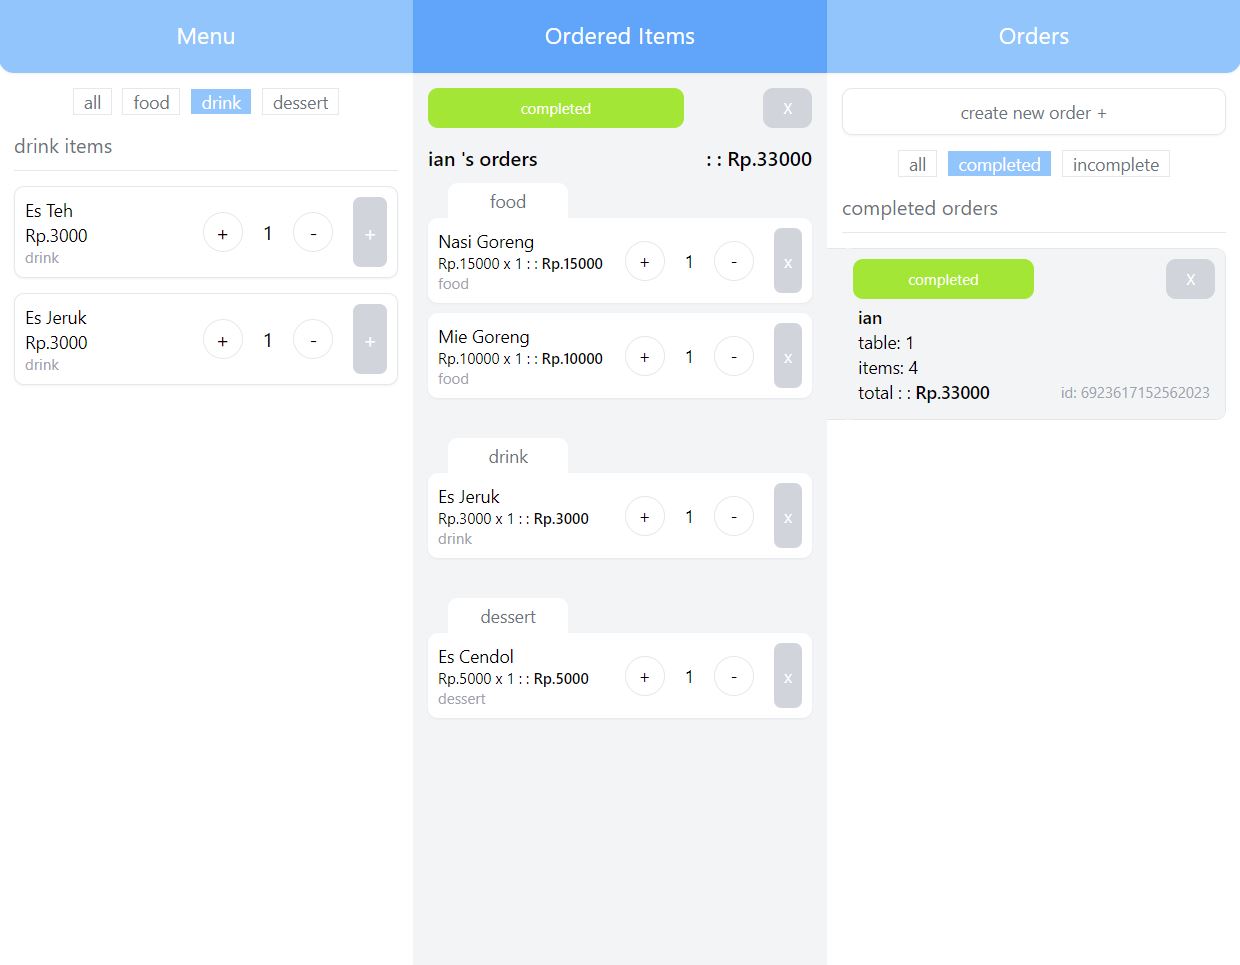 Menu
all food drink dessert
drink items
Es Teh
Rp.3000
drink
+ 1 - +
Es Jeruk
Rp.3000
drink
+ 1 - +
Ordered Items
completed X
ian 's orders : : Rp.33000
food
Nasi Goreng
Rp.15000 x 1 : : Rp.15000
food
+ 1 - x
Mie Goreng
Rp.10000 x 1 : : Rp.10000
food
+ 1 - x
drink
Es Jeruk
Rp.3000 x 1 : : Rp.3000
drink
+ 1 - x
dessert
Es Cendol
Rp.5000 x 1 : : Rp.5000
dessert
+ 1 - x
Orders
create new order +
all completed incomplete
completed orders
completed X
ian
table: 1
items: 4
total : : Rp.33000 id: 6923617152562023